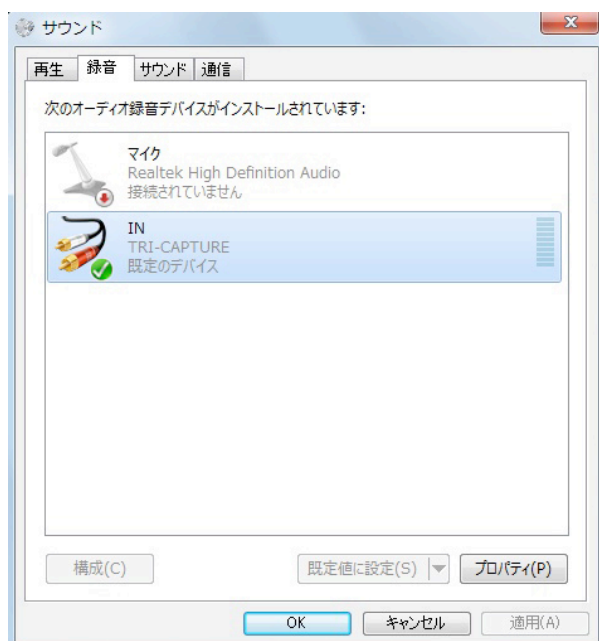 サウンド
再生 録音 サウンド 通信
次のオーディオ録音デバイスがインストールされています:
マイク
Realtek High Definition Audio
接続されていません
IN
TRI-CAPTURE
既定のデバイス
構成(C) 既定値に設定(S) プロパティ(P)
OK キャンセル 適用(A)